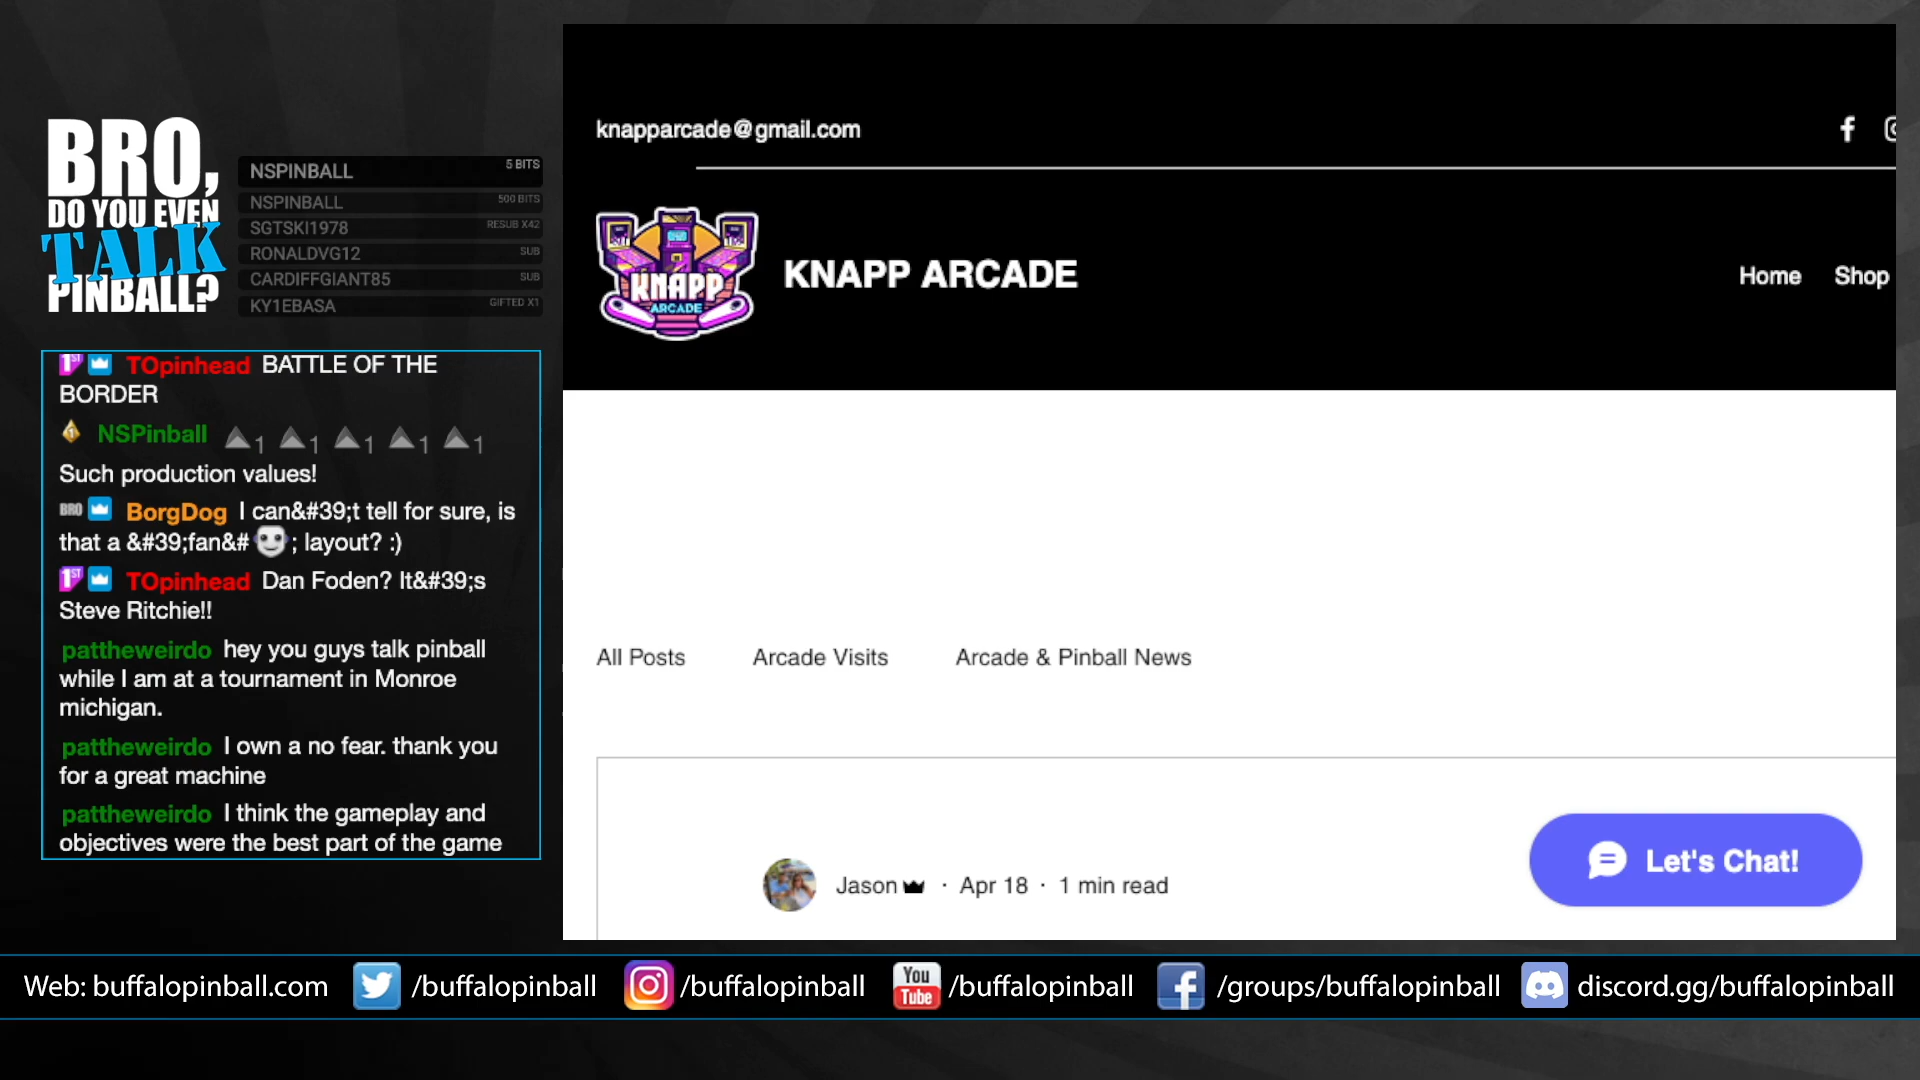 BRO,
DO YOU EVEN
TALK
PINBALL?
NSPINBALL 5 BITS
NSPINBALL 500 BITS
SGTSKI1978 RESUB X42
RONALDVG12 SUB
CARDIFFGIANT85 SUB
KY1EBASA GIFTED X1
1ST TOpinhead BATTLE OF THE
BORDER
1 NSPinball 1 1 1 1 1
Such production values!
BRO BorgDog I can&#39;t tell for sure, is
that a &#39;fan&# ; layout? :)
1ST TOpinhead Dan Foden? It&#39;s
Steve Ritchie!!
pattheweirdo hey you guys talk pinball
while I am at a tournament in Monroe
michigan.
pattheweirdo I own a no fear. thank you
for a great machine
pattheweirdo I think the gameplay and
objectives were the best part of the game
knapparcade@gmail.com
KNAPP
ARCADE
KNAPP ARCADE
Home Shop
All Posts Arcade Visits Arcade & Pinball News
Jason · Apr 18 · 1 min read
Let's Chat!
Web: buffalopinball.com /buffalopinball /buffalopinball You Tube /buffalopinball /groups/buffalopinball discord.gg/buffalopinball